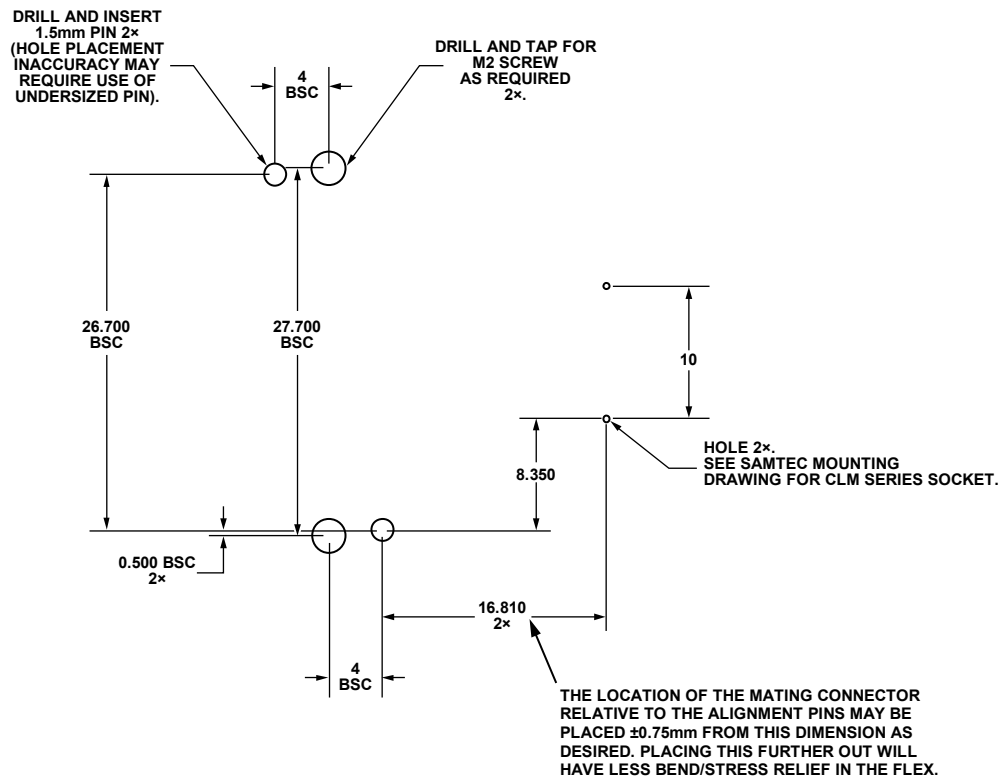 DRILL AND INSERT
1.5mm PIN 2×
(HOLE PLACEMENT
INACCURACY MAY
REQUIRE USE OF
UNDERSIZED PIN).
4
BSC
DRILL AND TAP FOR
M2 SCREW
AS REQUIRED
2×.
26.700
BSC
27.700
BSC
10
8.350
HOLE 2×.
SEE SAMTEC MOUNTING
DRAWING FOR CLM SERIES SOCKET.
0.500 BSC
2×
16.810
2×
4
BSC
THE LOCATION OF THE MATING CONNECTOR
RELATIVE TO THE ALIGNMENT PINS MAY BE
PLACED ±0.75mm FROM THIS DIMENSION AS
DESIRED. PLACING THIS FURTHER OUT WILL
HAVE LESS BEND/STRESS RELIEF IN THE FLEX.